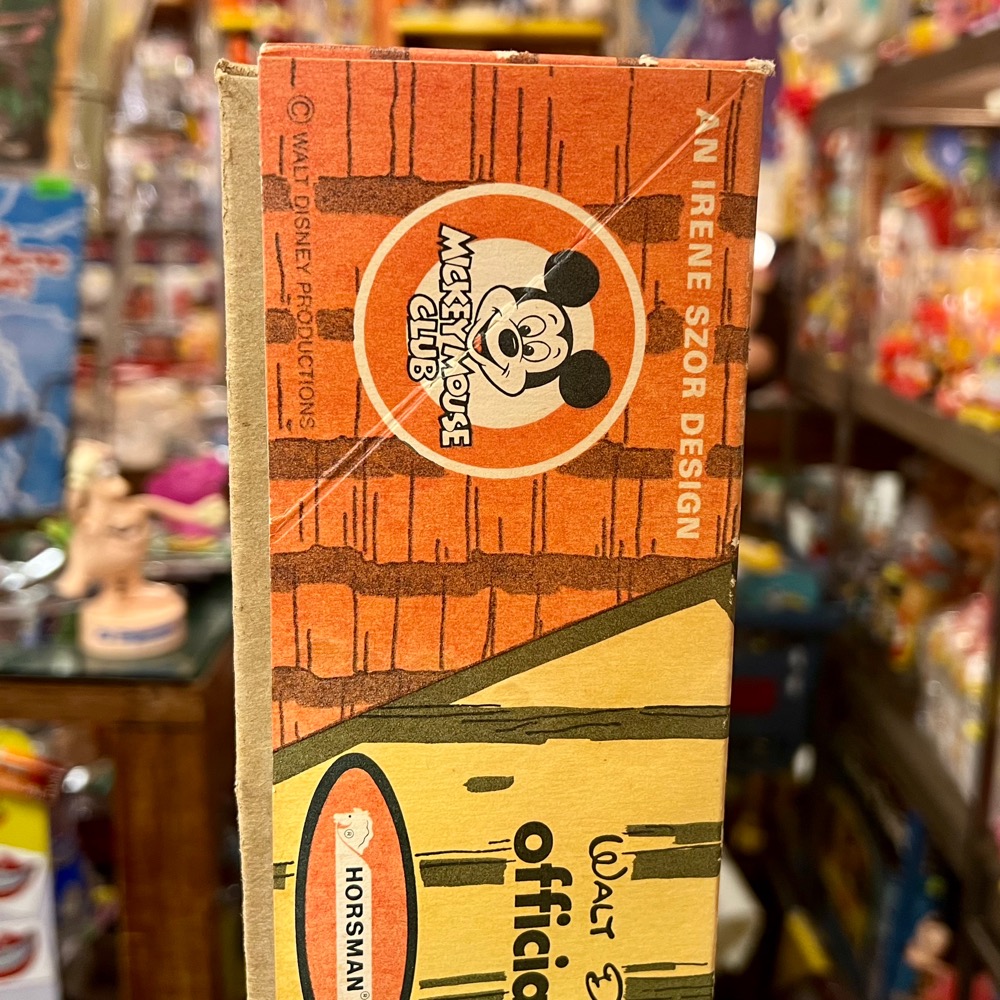 AN IRENE SZOR DESIGN
MICKEY MOUSE
CLUB
© WALT DISNEY PRODUCTIONS
WALT D
officia
HORSMAN®